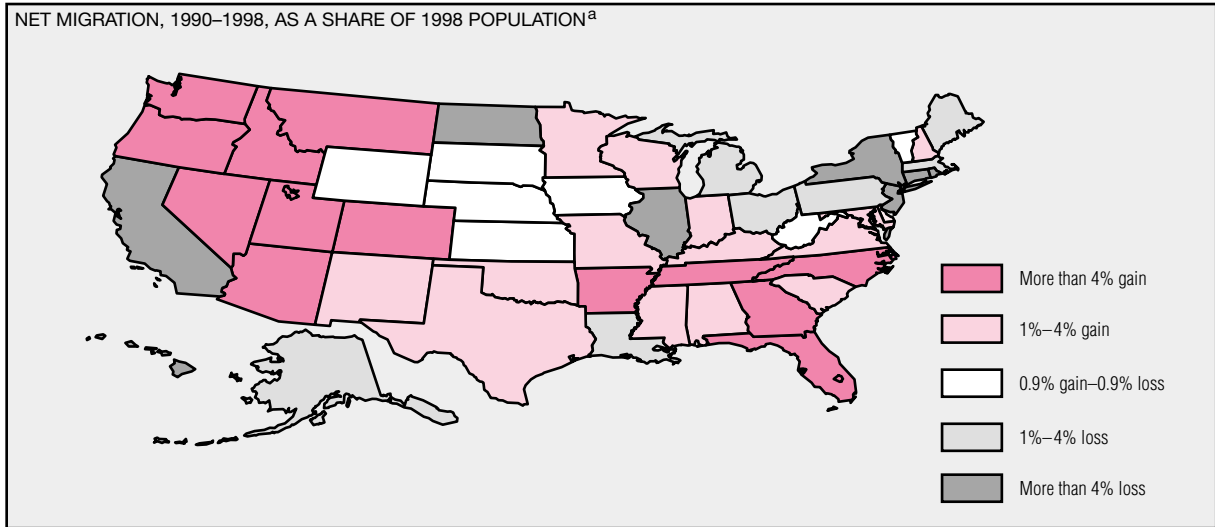 NET MIGRATION, 1990–1998, AS A SHARE OF 1998 POPULATIONa
More than 4% gain
1%–4% gain
0.9% gain–0.9% loss
1%–4% loss
More than 4% loss